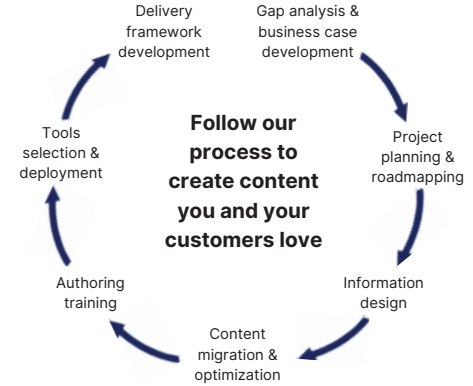 Gap analysis &
business case
development
Project
planning &
roadmapping
Information
design
Content
migration &
optimization
Authoring
training
Tools
selection &
deployment
Delivery
framework
development
Follow our
process to
create content
you and your
customers love